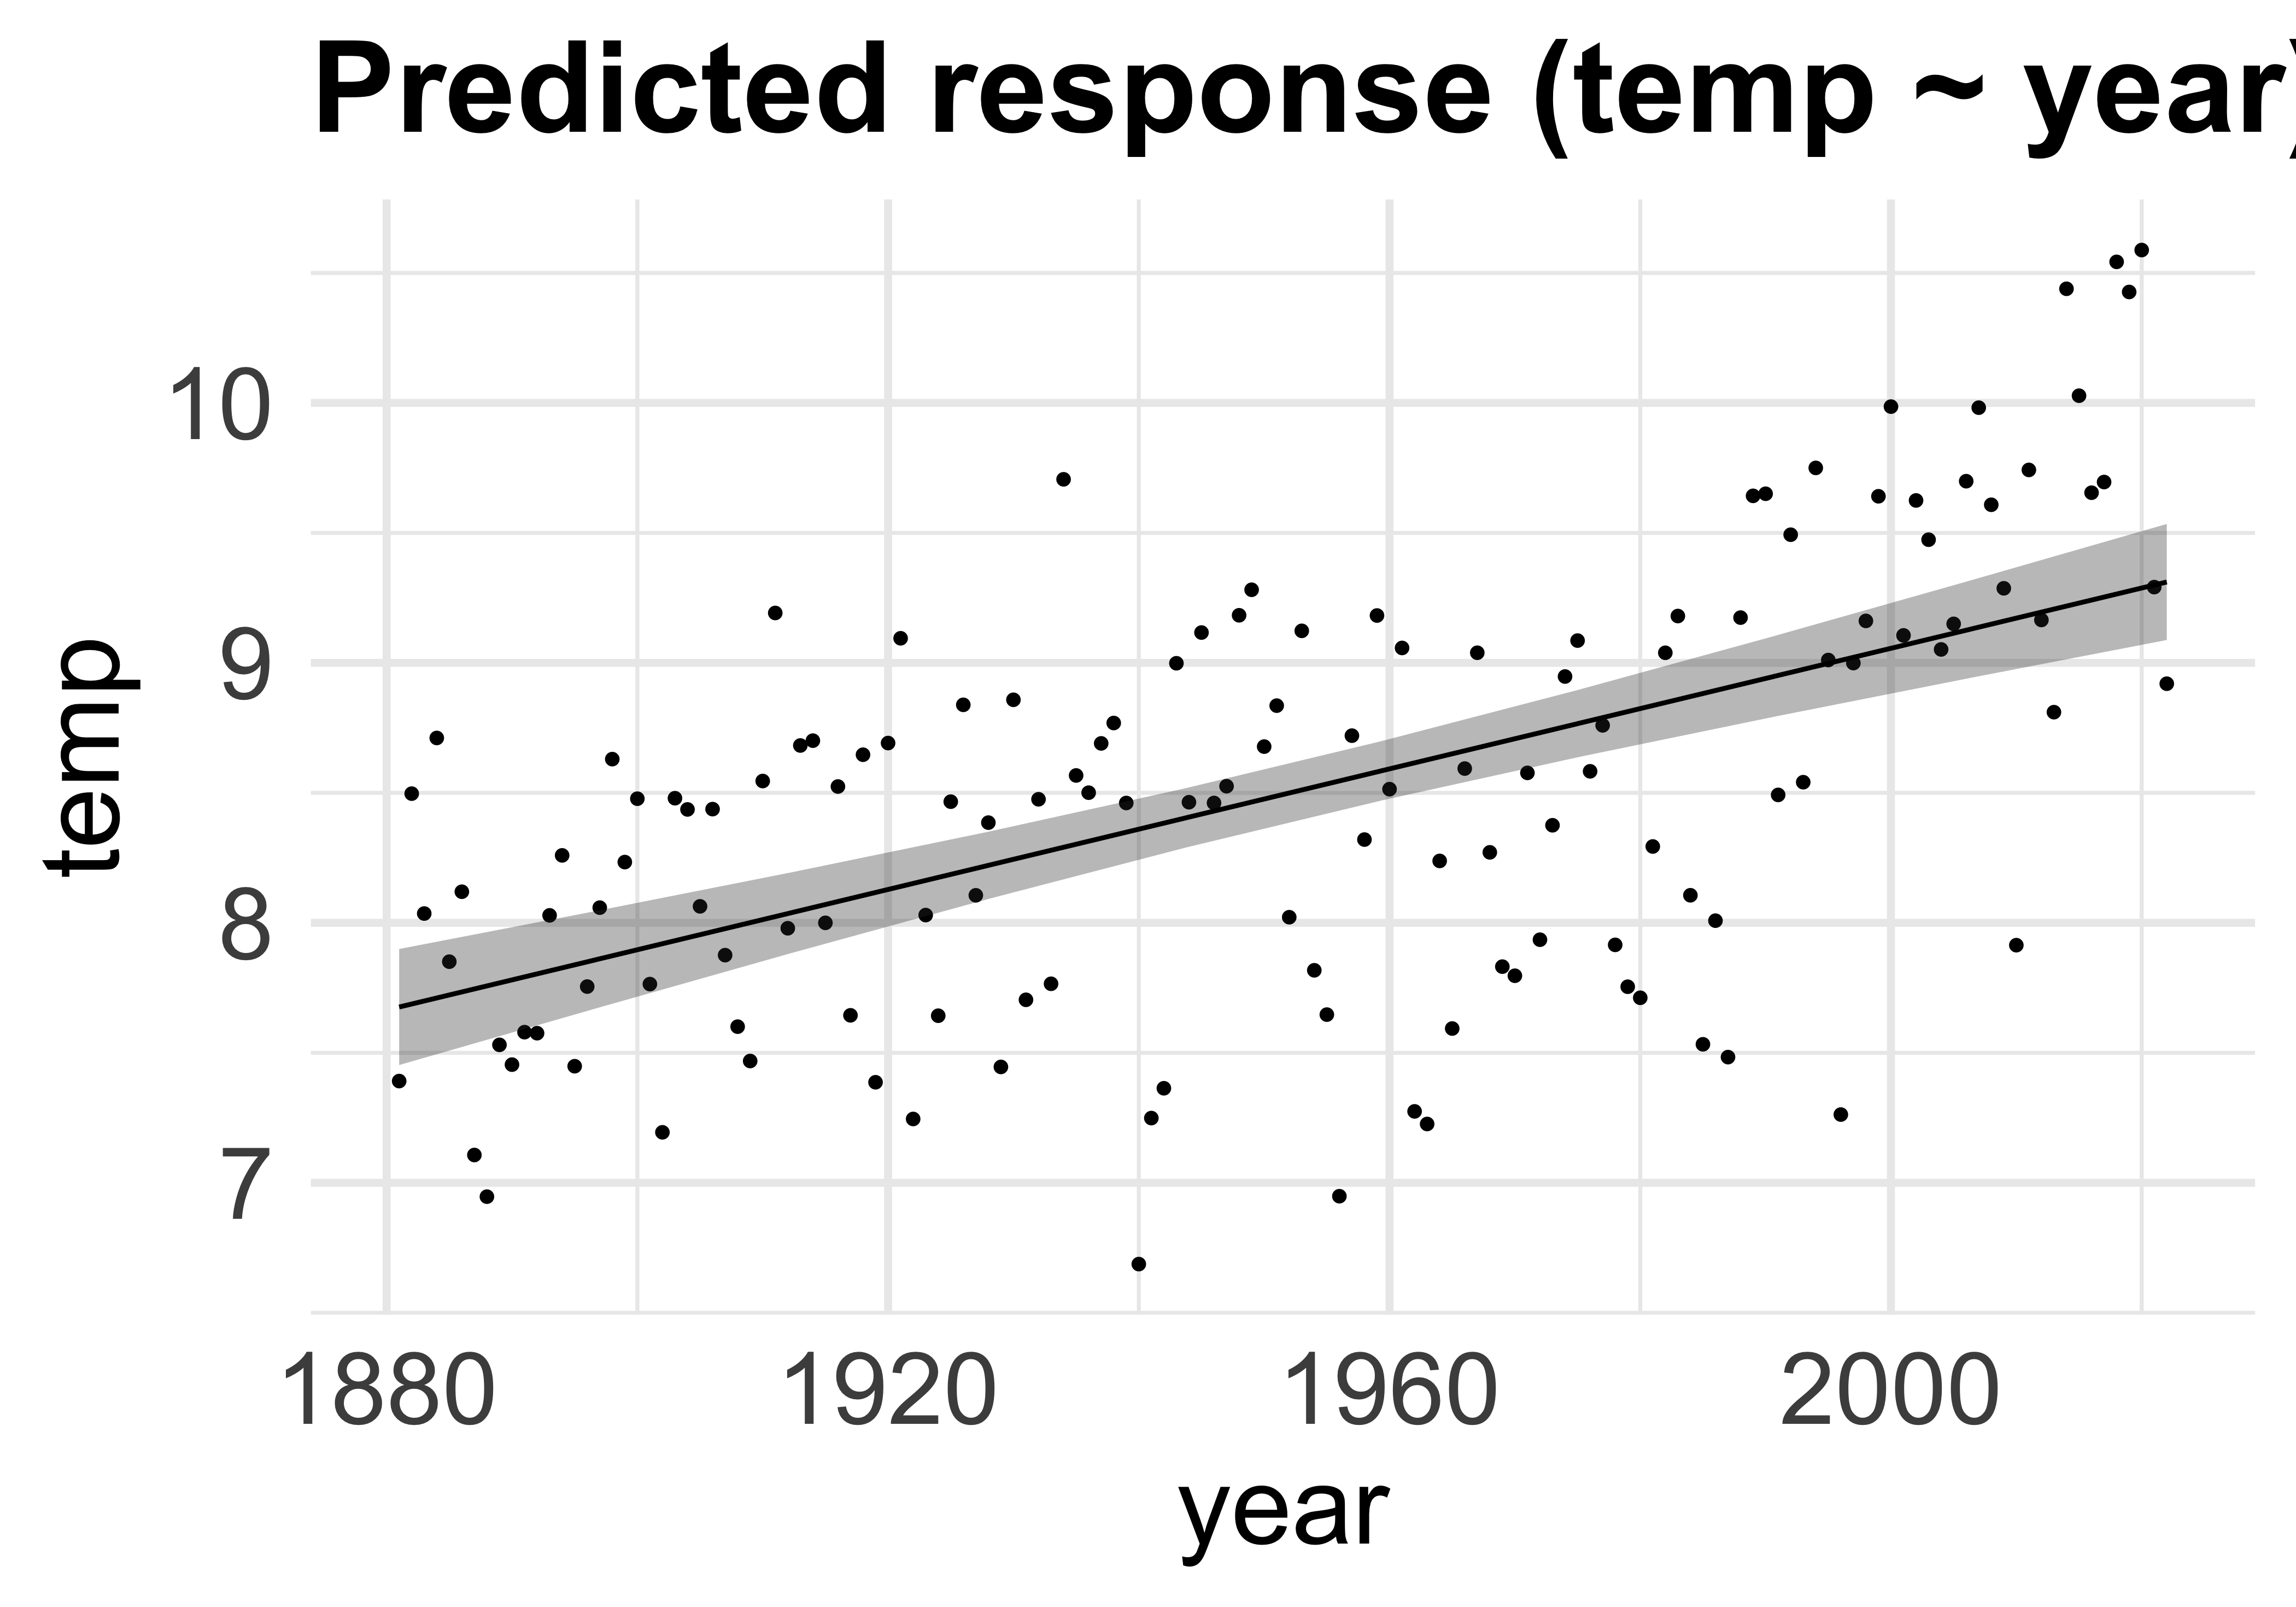 Predicted response (temp ~ year)
10
9
8
7
temp
1880 1920 1960 2000
year